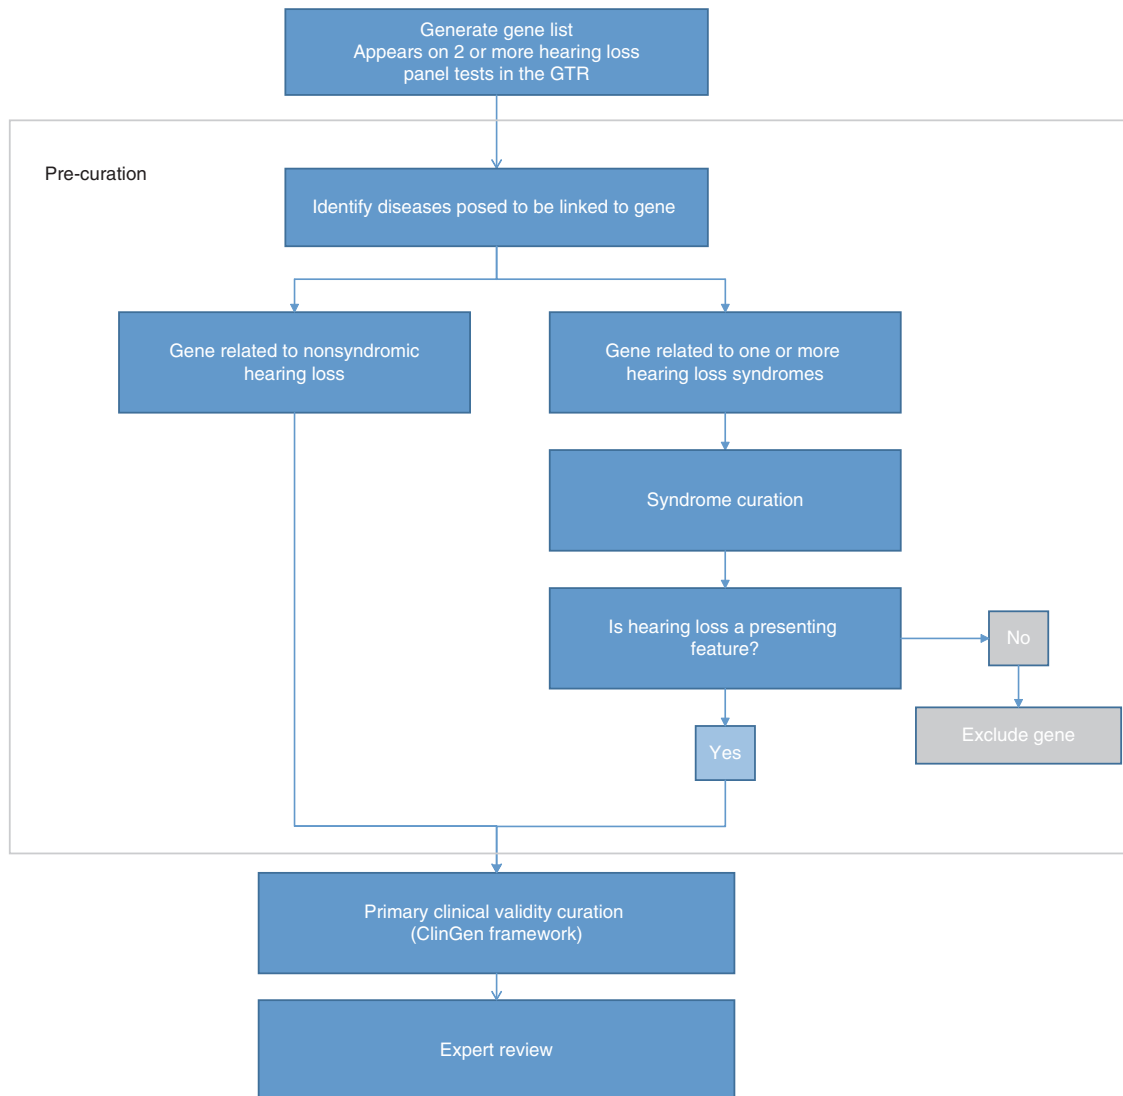 Generate gene list
Appears on 2 or more hearing loss
panel tests in the GTR
Pre-curation
Identify diseases posed to be linked to gene
Gene related to nonsyndromic
hearing loss
Gene related to one or more
hearing loss syndromes
Syndrome curation
Is hearing loss a presenting
feature?
No
Exclude gene
Yes
Primary clinical validity curation
(ClinGen framework)
Expert review